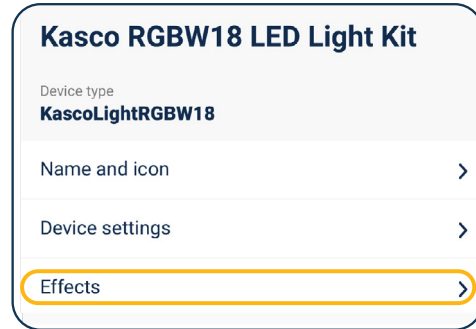 Kasco RGBW18 LED Light Kit
Device type
KascoLightRGBW18
Name and icon
Device settings
Effects